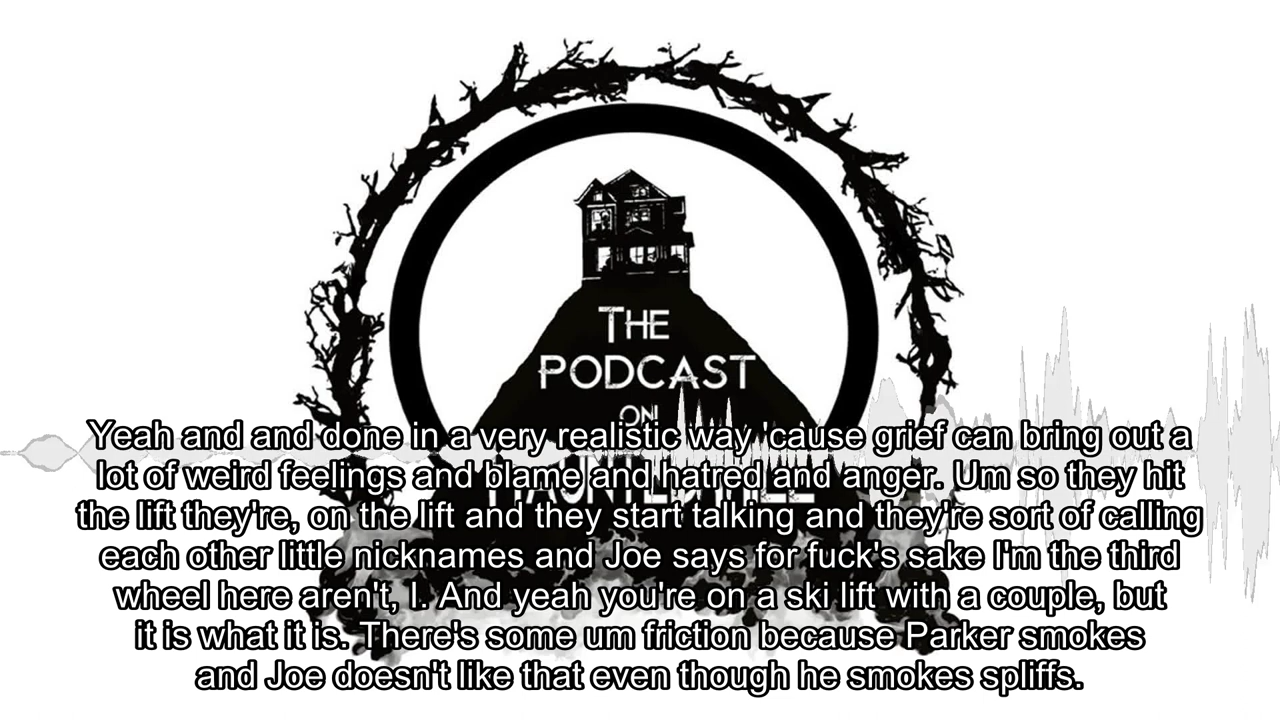 THE
PODCAST
ON
HAUNTED HILL
Yeah and and done in a very realistic way 'cause grief can bring out a
lot of weird feelings and blame and hatred and anger. Um so they hit
the lift they're, on the lift and they start talking and they're sort of calling
each other little nicknames and Joe says for fuck's sake I'm the third
wheel here aren't, I. And yeah you're on a ski lift with a couple, but
it is what it is. There's some um friction because Parker smokes
and Joe doesn't like that even though he smokes spliffs.